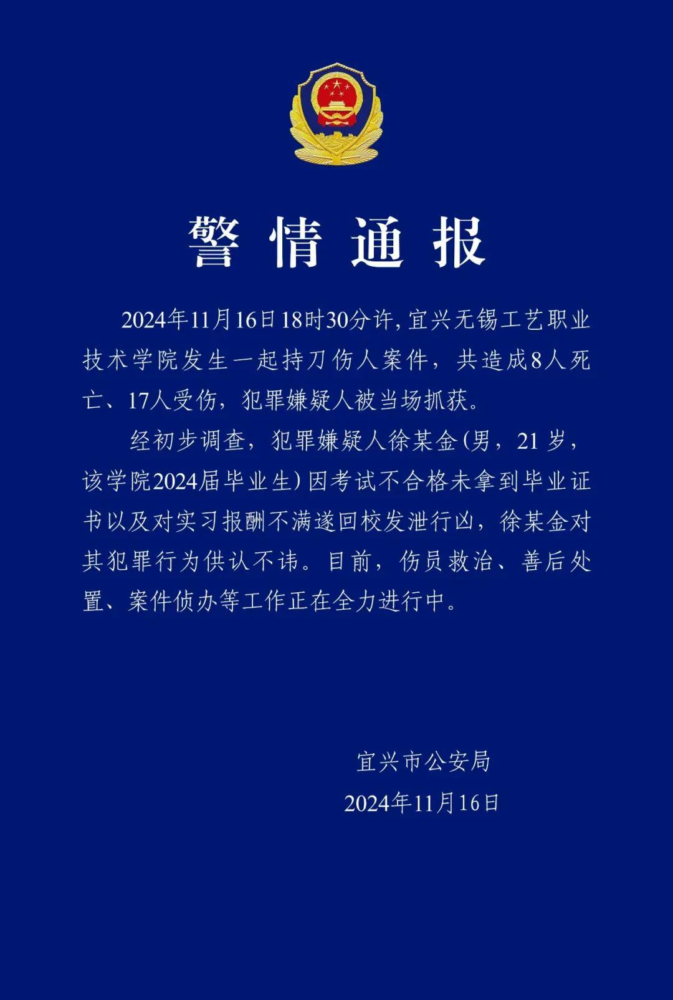 警情通报
2024年11月16日18时30分许,宜兴无锡工艺职业
技术学院发生一起持刀伤人案件，共造成8人死
亡、17人受伤，犯罪嫌疑人被当场抓获。
经初步调查，犯罪嫌疑人徐某金(男，21岁，
该学院2024届毕业生)因考试不合格未拿到毕业证
书以及对实习报酬不满遂回校发泄行凶，徐某金对
其犯罪行为供认不讳。目前，伤员救治、善后处
置、案件侦办等工作正在全力进行中。
宜兴市公安局
2024年11月16日